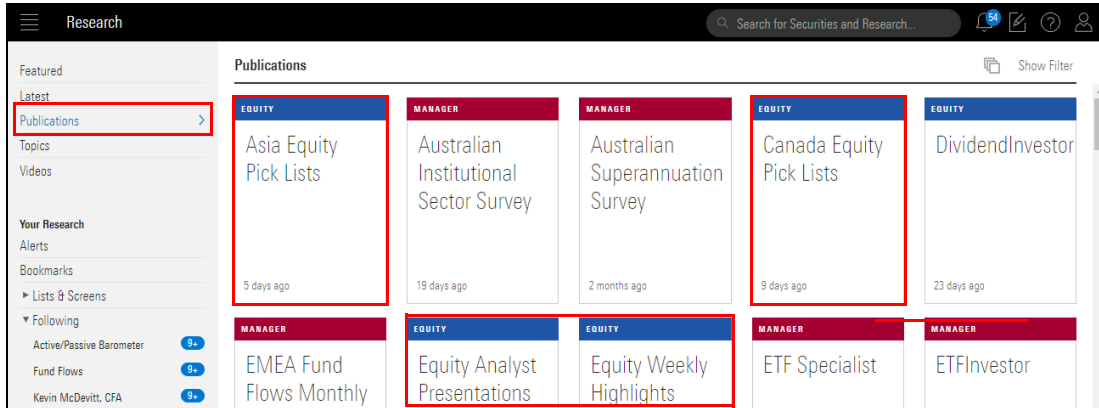 Research
Search for Securities and Research...
54
Featured
Latest
Publications
Topics
Videos
Your Research
Alerts
Bookmarks
Lists & Screens
Following
Active/Passive Barometer 9+
Fund Flows 9+
Kevin McDevitt, CFA 9+
Publications
Show Filter
EQUITY
Asia Equity
Pick Lists
5 days ago
MANAGER
Australian
Institutional
Sector Survey
19 days ago
MANAGER
Australian
Superannuation
Survey
2 months ago
EQUITY
Canada Equity
Pick Lists
9 days ago
EQUITY
DividendInvestor
23 days ago
MANAGER
EMEA Fund
Flows Monthly
EQUITY
Equity Analyst
Presentations
EQUITY
Equity Weekly
Highlights
MANAGER
ETF Specialist
MANAGER
ETFInvestor